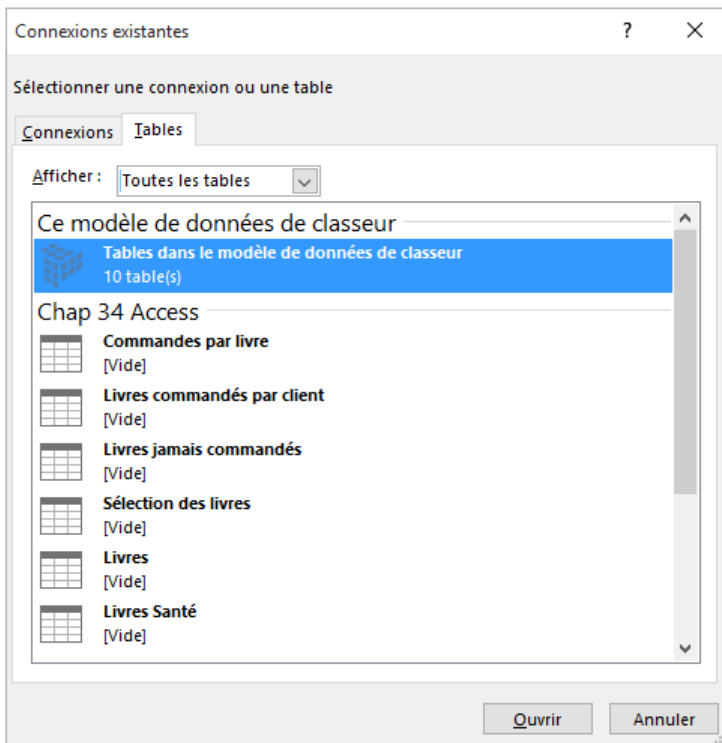 Connexions existantes
?
Sélectionner une connexion ou une table
Connexions Tables
Afficher : Toutes les tables
Ce modèle de données de classeur
Tables dans le modèle de données de classeur
10 table(s)
Chap 34 Access
Commandes par livre
[Vide]
Livres commandés par client
[Vide]
Livres jamais commandés
[Vide]
Sélection des livres
[Vide]
Livres
[Vide]
Livres Santé
[Vide]
Ouvrir Annuler